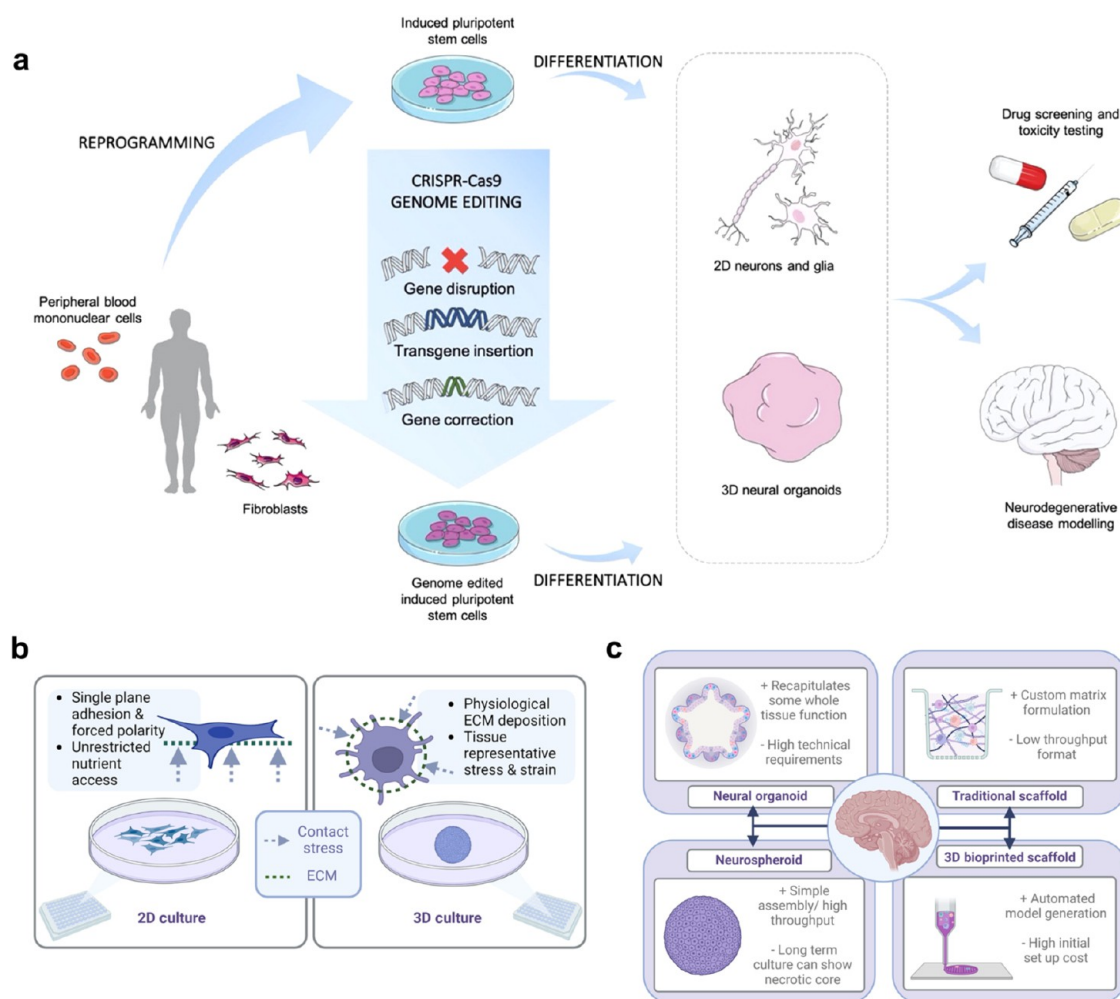 a
Induced pluripotent
stem cells
DIFFERENTIATION
REPROGRAMMING
CRISPR-Cas9
GENOME EDITING
Gene disruption
Transgene insertion
Gene correction
Peripheral blood
mononuclear cells
Fibroblasts
Genome edited
induced pluripotent
stem cells
DIFFERENTIATION
2D neurons and glia
3D neural organoids
Drug screening and
toxicity testing
Neurodegenerative
disease modelling
b
• Single plane
adhesion &
forced polarity
• Unrestricted
nutrient
access
2D culture
Contact
stress
ECM
• Physiological
ECM deposition
• Tissue
representative
stress & strain
3D culture
c
+ Recapitulates
some whole
tissue function
- High technical
requirements
Neural organoid
+ Custom matrix
formulation
- Low throughput
format
Traditional scaffold
Neurospheroid
+ Simple
assembly/ high
throughput
- Long term
culture can show
necrotic core
3D bioprinted scaffold
+ Automated
model generation
- High initial
set up cost